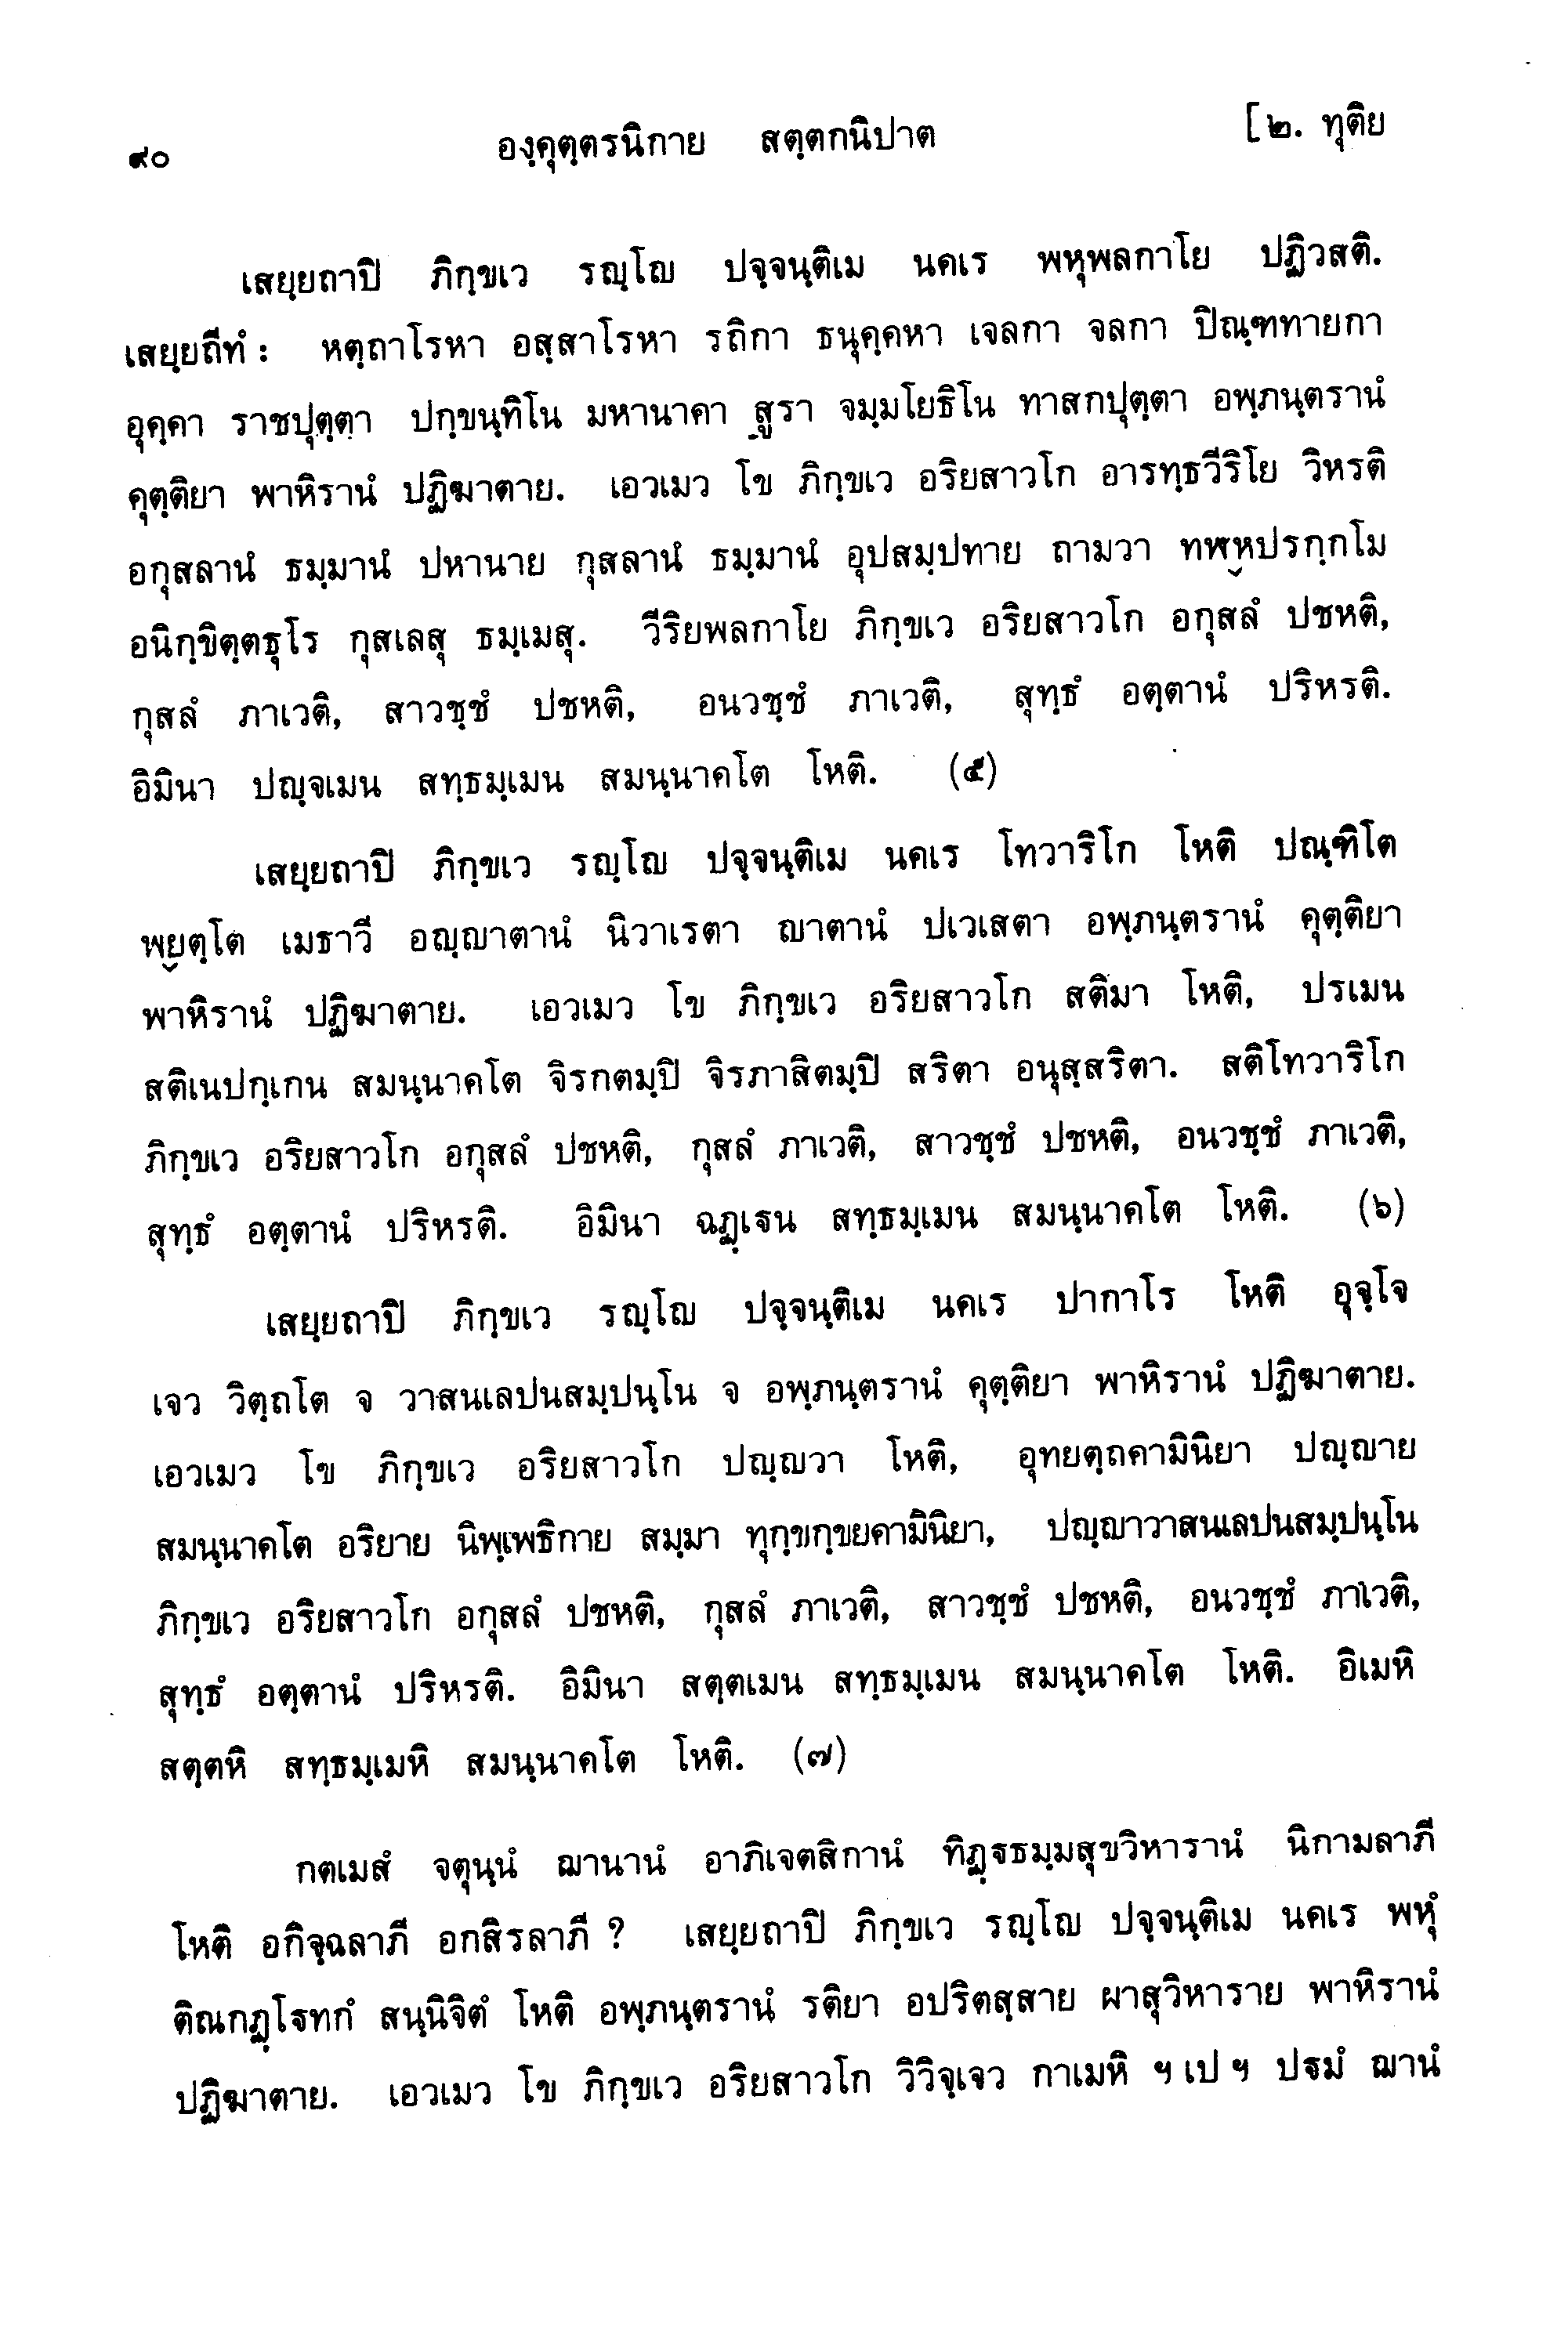 ๙๐ องฺคุตฺตรนิกาย สตฺตกนิปาต [๒. ทุติย
เสยฺยถาปิ ภิกฺขเว รญฺโญ ปจฺจนฺติเม นคเร พหุพลกาโย ปฏิวสติ.
เสยฺยถีทํ : หตฺถาโรหา อสฺสาโรหา รถิกา ธนุคฺคหา เจลกา จลกา ปิณฺฑทายกา
อุคฺคา ราชปุตฺตา ปกฺขนฺทิโน มหานาคา สูรา จมฺมโยธิโน ทาสกปุตฺตา อพฺภนฺตรานํ
คุตฺติยา พาหิรานํ ปฏิฆาตาย. เอวเมว โข ภิกฺขเว อริยสาวโก อารทฺธวีริโย วิหรติ
อกุสลานํ ธมฺมานํ ปหานาย กุสลานํ ธมฺมานํ อุปสมฺปทาย ถามวา ทฬฺหปรกฺกโม
อนิกฺขิตฺตธุโร กุสเลสุ ธมฺเมสุ. วีริยพลกาโย ภิกฺขเว อริยสาวโก อกุสลํ ปชหติ,
กุสลํ ภาเวติ, สาวชฺชํ ปชหติ, อนวชฺชํ ภาเวติ, สุทฺธํ อตฺตานํ ปริหรติ.
อิมินา ปญฺจเมน สทฺธมฺเมน สมนฺนาคโต โหติ. (๕)
เสยฺยถาปิ ภิกฺขเว รญฺโญ ปจฺจนฺติเม นคเร โทวาริโก โหติ ปณฺฑิโต
พฺยตฺโต เมธาวี อญฺญาตานํ นิวาเรตา ญาตานํ ปเวเสตา อพฺภนฺตรานํ คุตฺติยา
พาหิรานํ ปฏิฆาตาย. เอวเมว โข ภิกฺขเว อริยสาวโก สติมา โหติ, ปรเมน
สติเนปกฺเกน สมนฺนาคโต จิรกตมฺปิ จิรภาสิตมฺปิ สริตา อนุสฺสริตา. สติโทวาริโก
ภิกฺขเว อริยสาวโก อกุสลํ ปชหติ, กุสลํ ภาเวติ, สาวชฺชํ ปชหติ, อนวชฺชํ ภาเวติ,
สุทฺธํ อตฺตานํ ปริหรติ. อิมินา ฉฏฺเฐน สทฺธมฺเมน สมนฺนาคโต โหติ. (๖)
เสยฺยถาปิ ภิกฺขเว รญฺโญ ปจฺจนฺติเม นคเร ปากาโร โหติ อุจฺโจ
เจว วิตฺถโต จ วาสนเลปนสมฺปนฺโน จ อพฺภนฺตรานํ คุตฺติยา พาหิรานํ ปฏิฆาตาย.
เอวเมว โข ภิกฺขเว อริยสาวโก ปญฺญวา โหติ, อุทยตฺถคามินิยา ปญฺญาย
สมนฺนาคโต อริยาย นิพฺเพธิกาย สมฺมา ทุกฺขกฺขยคามินิยา, ปญฺญาวาสนเลปนสมฺปนฺโน
ภิกฺขเว อริยสาวโก อกุสลํ ปชหติ, กุสลํ ภาเวติ, สาวชฺชํ ปชหติ, อนวชฺชํ ภาเวติ,
สุทฺธํ อตฺตานํ ปริหรติ. อิมินา สตฺตเมน สทฺธมฺเมน สมนฺนาคโต โหติ. อิเมหิ
สตฺตหิ สทฺธมฺเมหิ สมนฺนาคโต โหติ. (๗)
กตเมสํ จตุนฺนํ ฌานานํ อาภิเจตสิกานํ ทิฏฺฐธมฺมสุขวิหารานํ นิกามลาภี
โหติ อกิจฺฉลาภี อกสิรลาภี ? เสยฺยถาปิ ภิกฺขเว รญฺโญ ปจฺจนฺติเม นคเร พหุํ
ติณกฏฺโฐทกํ สนฺนิจิตํ โหติ อพฺภนฺตรานํ รติยา อปริตสฺสาย ผาสุวิหาราย พาหิรานํ
ปฏิฆาตาย. เอวเมว โข ภิกฺขเว อริยสาวโก วิวิจฺเจว กาเมหิ ฯ เป ฯ ปฐมํ ฌานํ